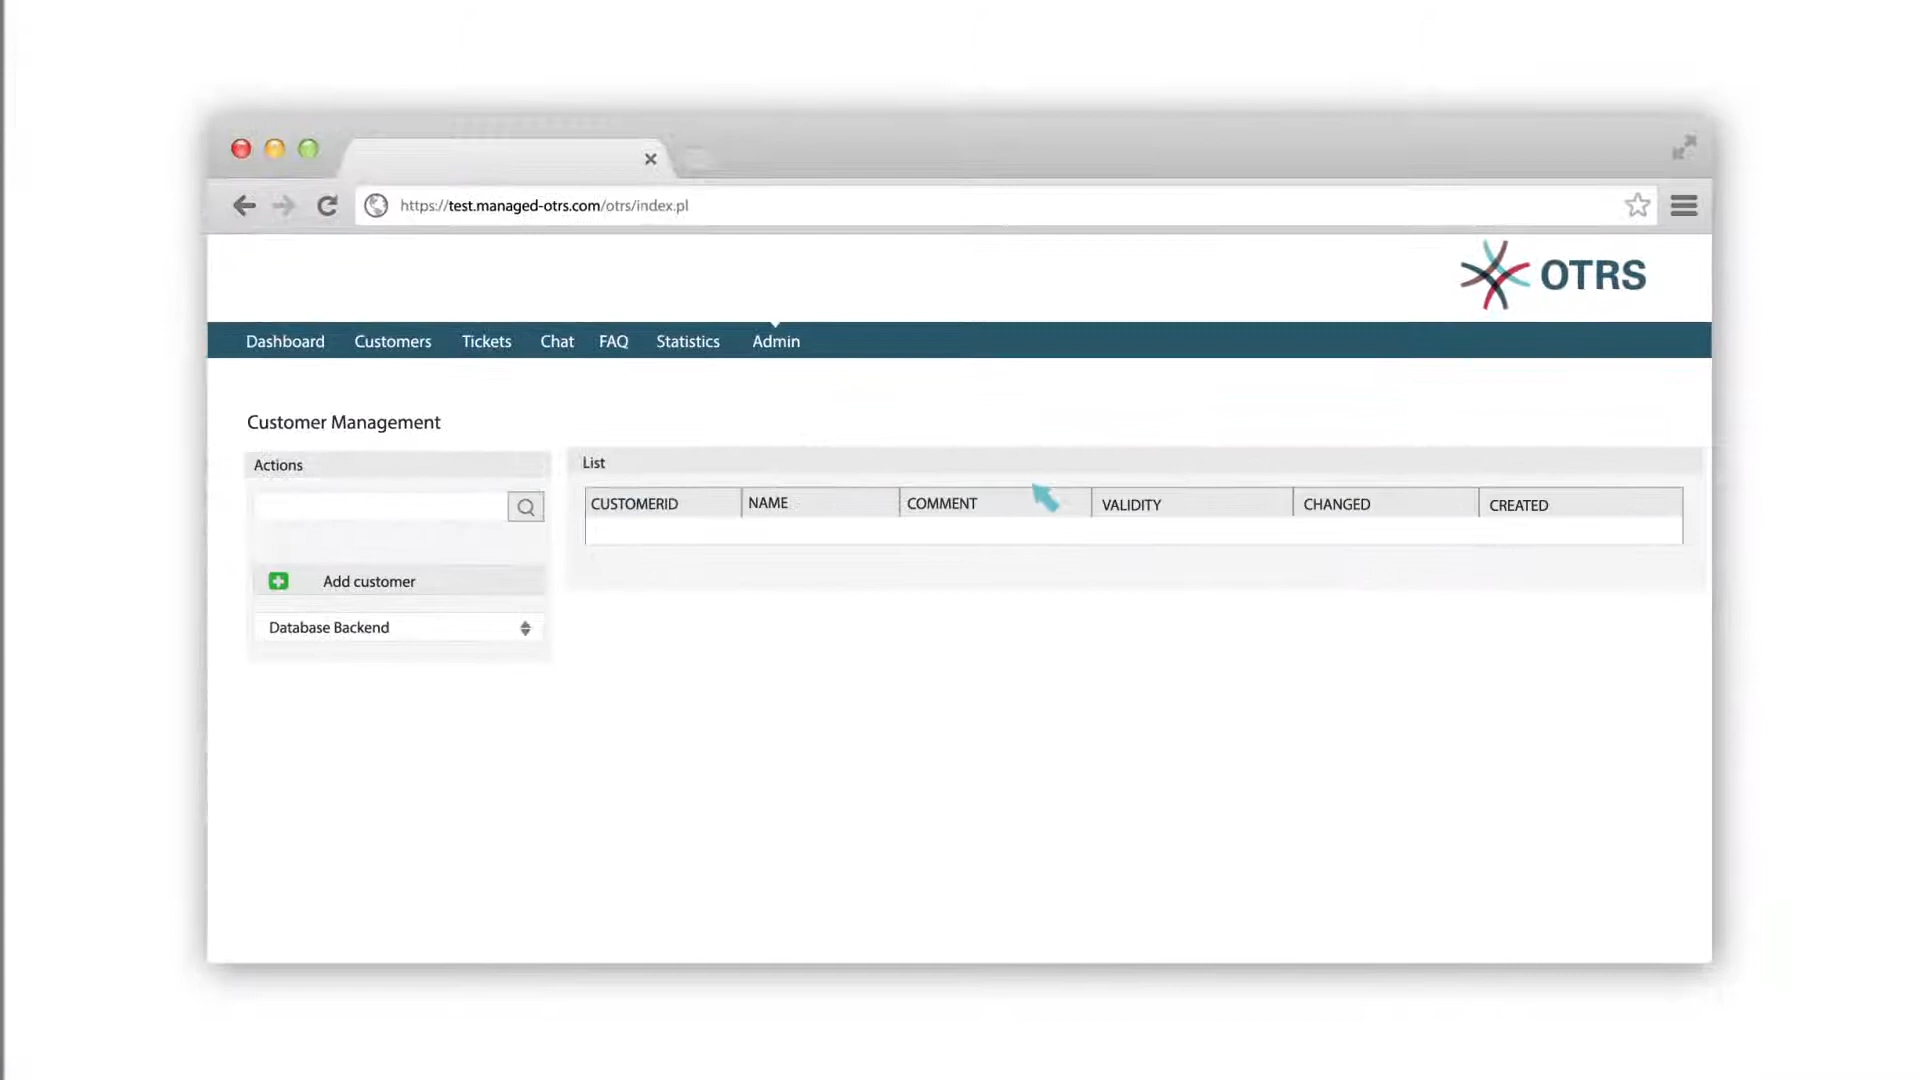 https://test.managed-otrs.com/otrs/index.pl
OTRS
Dashboard Customers Tickets Chat FAQ Statistics Admin
Customer Management
Actions
List
CUSTOMERID NAME COMMENT VALIDITY CHANGED CREATED
Add customer
Database Backend